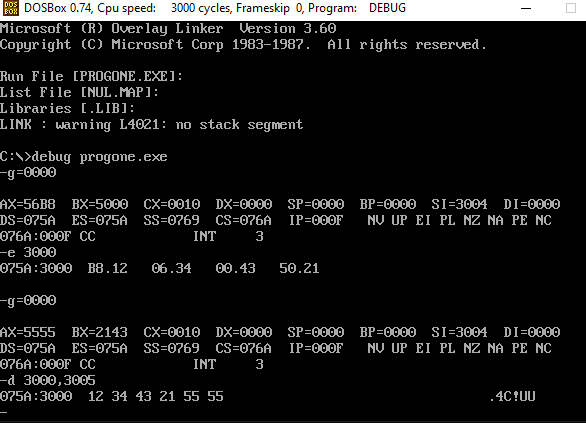 DOSBox 0.74, Cpu speed:    3000 cycles, Frameskip  0, Program:    DEBUG
Microsoft (R) Overlay Linker  Version 3.60
Copyright (C) Microsoft Corp 1983-1987.  All rights reserved.

Run File [PROGONE.EXE]:
List File [NUL.MAP]:
Libraries [.LIB]:
LINK : warning L4021: no stack segment

C:\>debug progone.exe
-g=0000

AX=56B8  BX=5000  CX=0010  DX=0000  SP=0000  BP=0000  SI=3004  DI=0000
DS=075A  ES=075A  SS=0769  CS=076A  IP=000F   NV UP EI PL NZ NA PE NC
076A:000F CC            INT     3
-e 3000
075A:3000  B8.12   06.34   00.43   50.21

-g=0000

AX=5555  BX=2143  CX=0010  DX=0000  SP=0000  BP=0000  SI=3004  DI=0000
DS=075A  ES=075A  SS=0769  CS=076A  IP=000F   NV UP EI PL NZ NA PE NC
076A:000F CC            INT     3
-d 3000,3005
075A:3000  12 34 43 21 55 55                                 .4C!UU
-